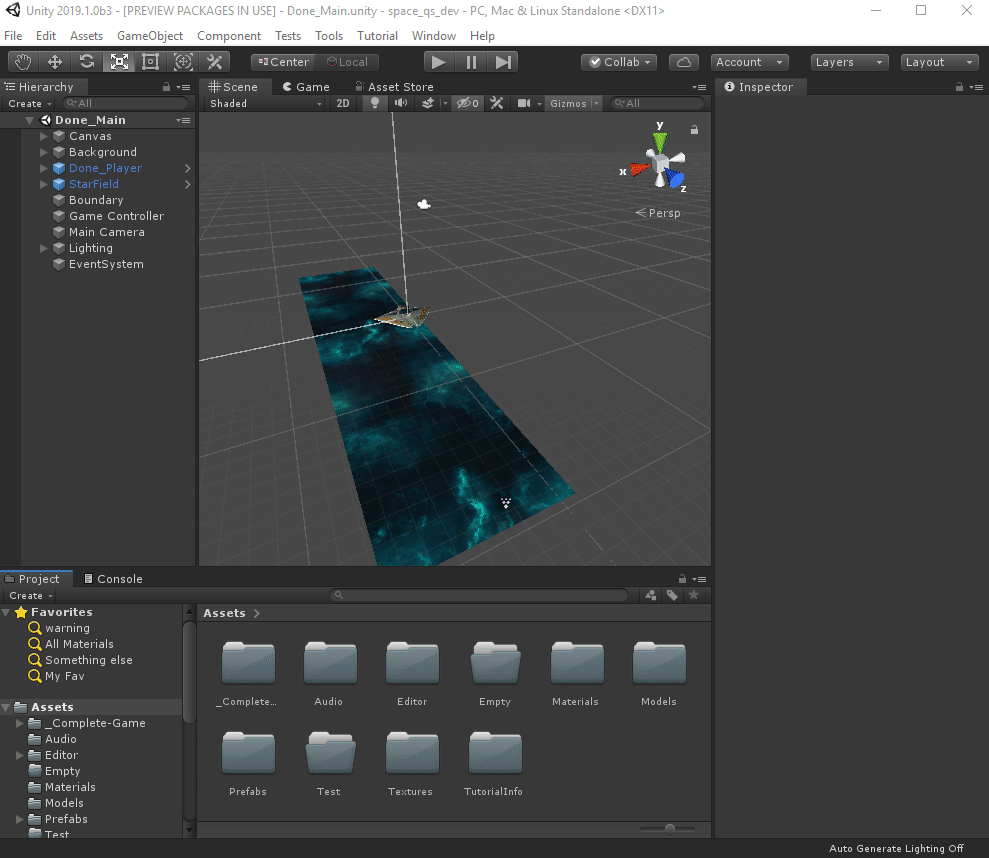 Unity 2019.1.0b3 - [PREVIEW PACKAGES IN USE] - Done_Main.unity - space_qs_dev - PC, Mac & Linux Standalone <DX11>
File Edit Assets GameObject Component Tests Tools Tutorial Window Help
Center Local Collab Account Layers Layout
Hierarchy
Create All
Done_Main
Canvas
Background
Done_Player
StarField
Boundary
Game Controller
Main Camera
Lighting
EventSystem
Scene Game Asset Store
Shaded 2D 0 Gizmos All
y
x
z
Persp
Inspector
Project Console
Create
Favorites
warning
All Materials
Something else
My Fav
Assets
_Complete-Game
Audio
Editor
Empty
Materials
Models
Prefabs
Test
Assets
_Complete... Audio Editor Empty Materials Models
Prefabs Test Textures TutorialInfo
Auto Generate Lighting Off